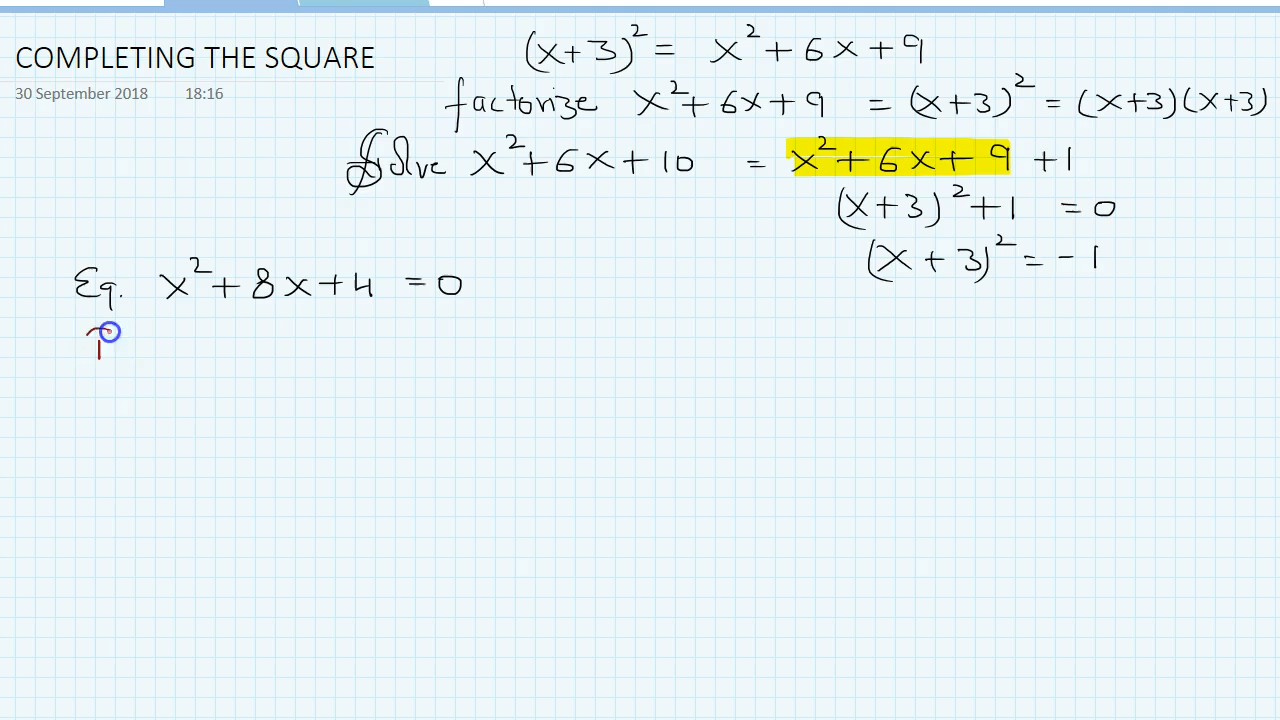 COMPLETING THE SQUARE
30 September 2018 18:16
(x+3)² = x² + 6x + 9
factorize x² + 6x + 9 = (x+3)² = (x+3)(x+3)
Solve x² + 6x + 10 = x² + 6x + 9 + 1
(x+3)² + 1 = 0
(x+3)² = -1
Eg. x² + 8x + 4 = 0